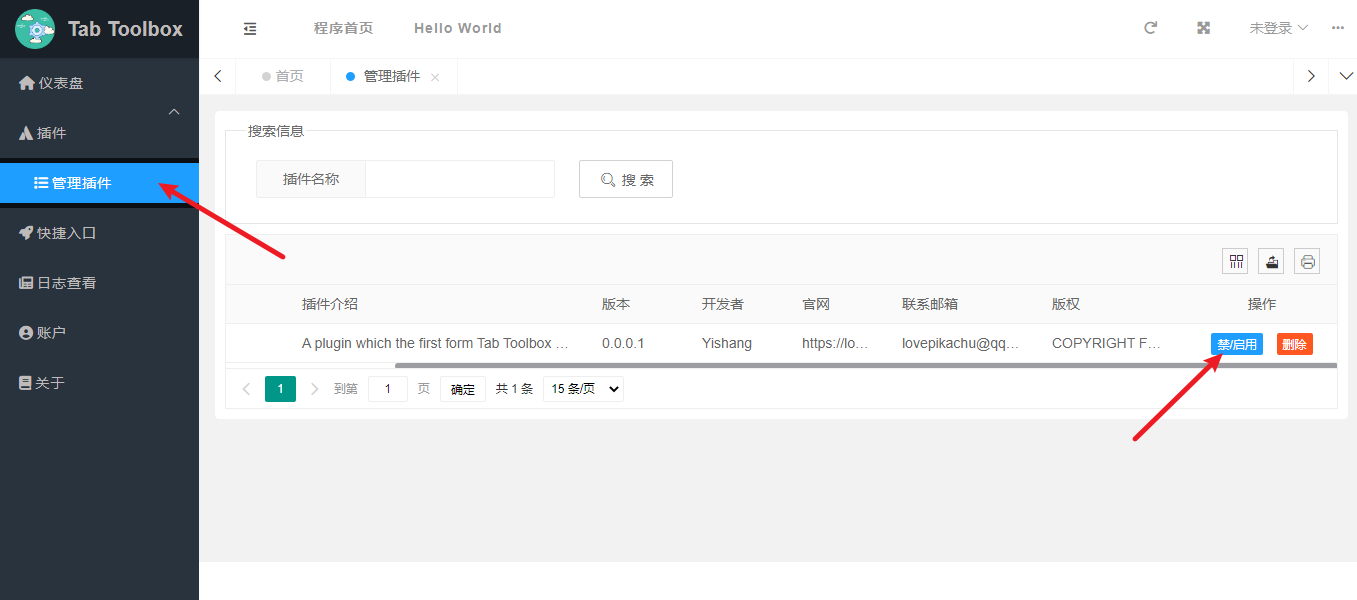 Tab Toolbox
程序首页
Hello World
未登录
首页
管理插件
仪表盘
插件
管理插件
快捷入口
日志查看
账户
关于
搜索信息
插件名称
搜 索
插件介绍 版本 开发者 官网 联系邮箱 版权 操作
A plugin which the first form Tab Toolbox ... 0.0.0.1 Yishang https://lo... lovepikachu@qq... COPYRIGHT F... 禁/启用 删除
1 到第 1 页 确定 共 1 条 15 条/页